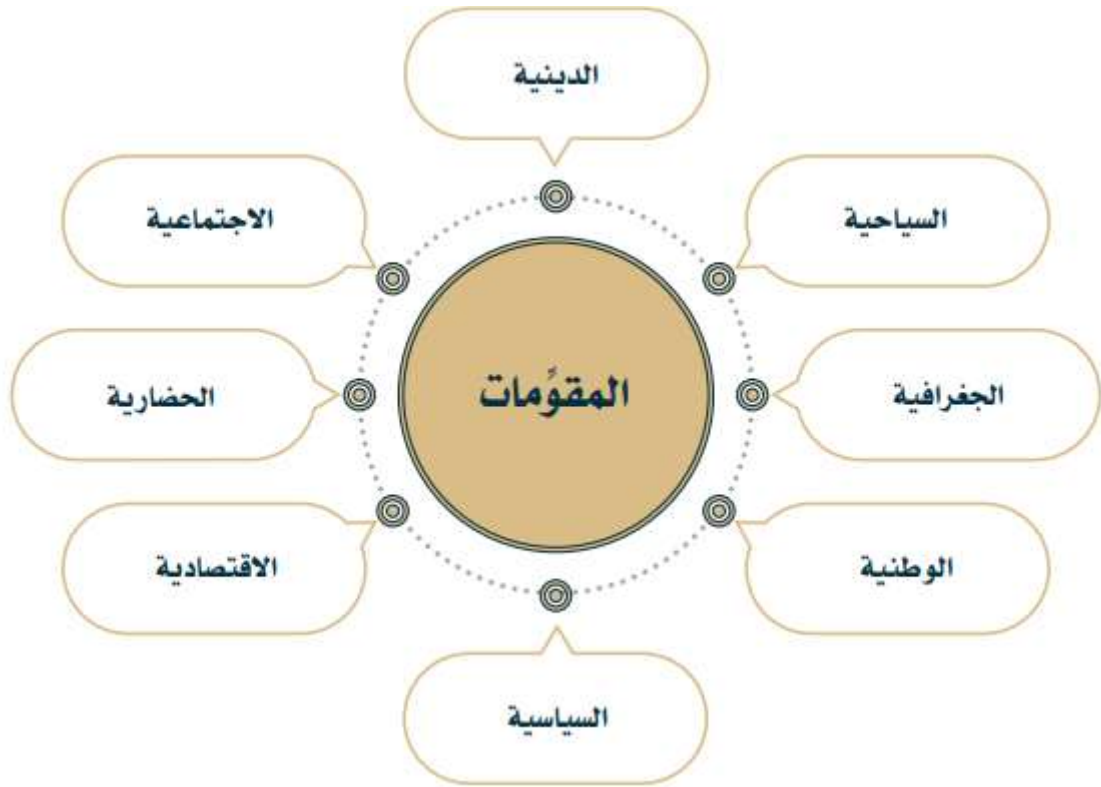 الدينية
السياحية
الاجتماعية
المقوِّمات
الجغرافية
الحضارية
الوطنية
الاقتصادية
السياسية